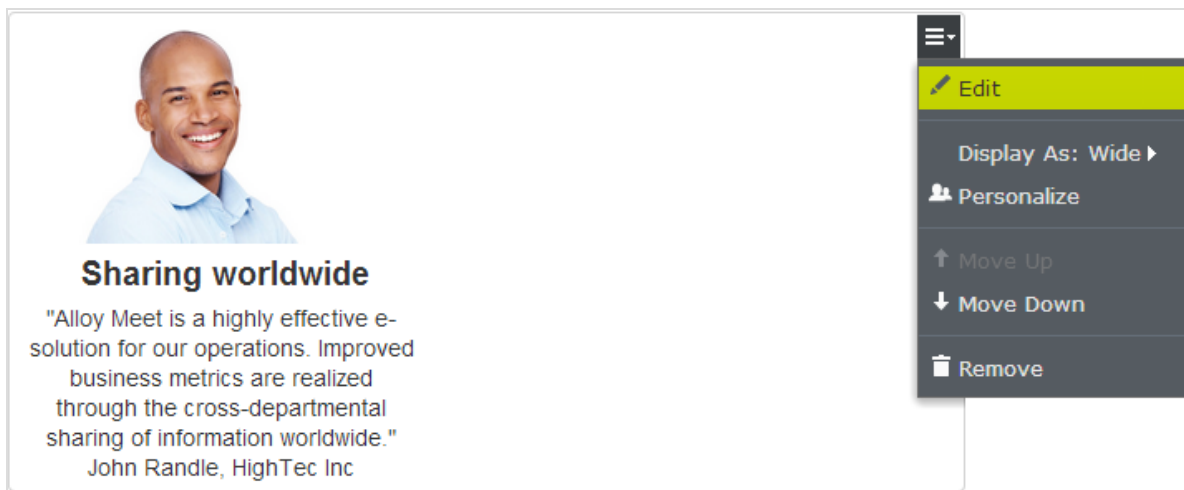 Edit
Display As: Wide
Personalize
Move Up
Move Down
Remove
Sharing worldwide
"Alloy Meet is a highly effective e-
solution for our operations. Improved
business metrics are realized
through the cross-departmental
sharing of information worldwide."
John Randle, HighTec Inc